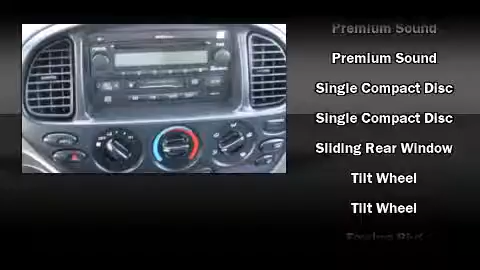 Premium Sound
Premium Sound
Single Compact Disc
Single Compact Disc
Sliding Rear Window
Tilt Wheel
Tilt Wheel